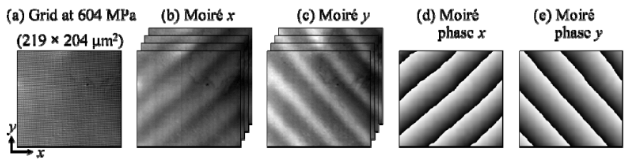 (a) Grid at 604 MPa (b) Moiré x (c) Moiré y (d) Moiré (e) Moiré
(219 × 204 μm²) phase x phase y
y
x